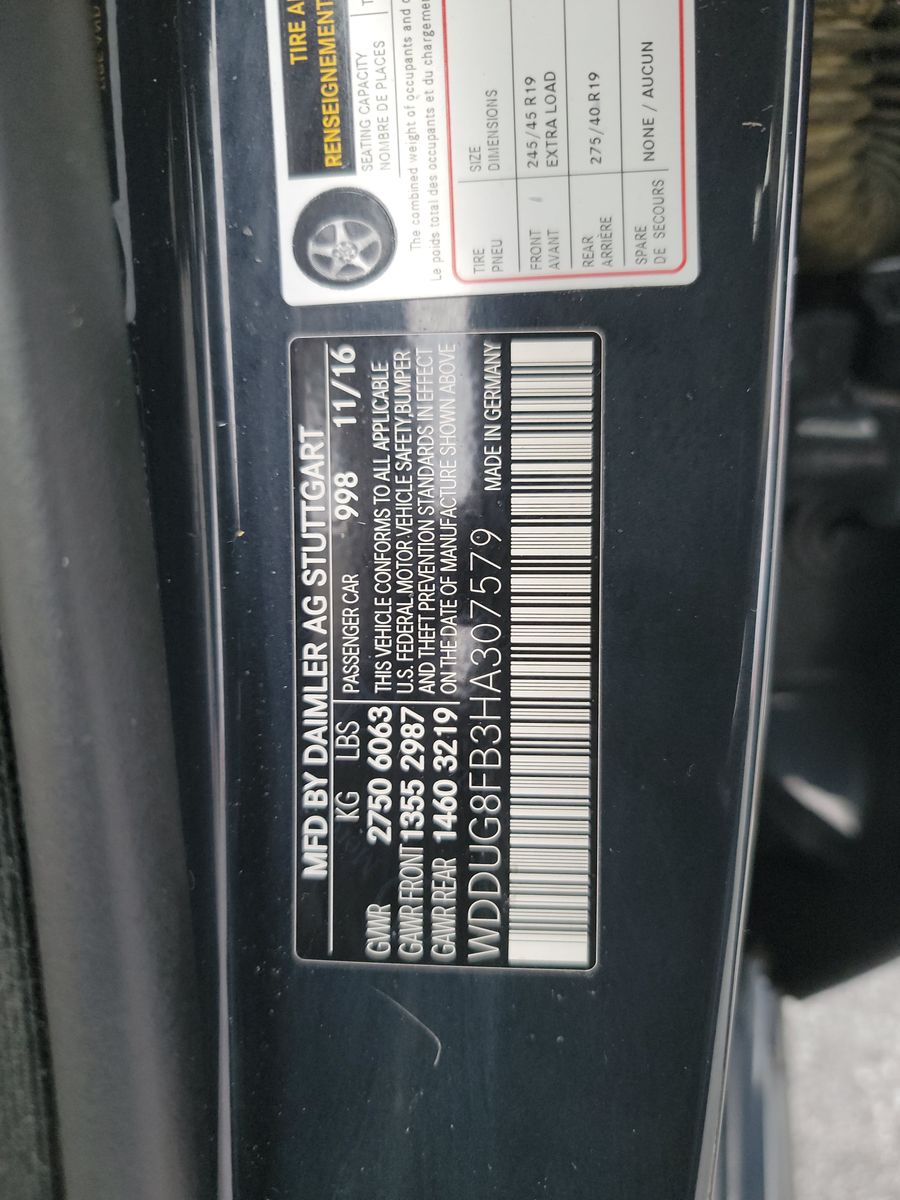 MFD BY DAIMLER AG STUTTGART
KG LBS PASSENGER CAR 998 11/16
GVWR 2750 6063 THIS VEHICLE CONFORMS TO ALL APPLICABLE
GAWR FRONT 1355 2987 U.S. FEDERAL MOTOR VEHICLE SAFETY,BUMPER
AND THEFT PREVENTION STANDARDS IN EFFECT
GAWR REAR 1460 3219 ON THE DATE OF MANUFACTURE SHOWN ABOVE
WDDUG8FB3HA307579 MADE IN GERMANY
TIRE
RENSEIGNEMENT
SEATING CAPACITY
NOMBRE DE PLACES
The combined weight of occupants and
Le poids total des occupants et du chargement
TIRE SIZE
PNEU DIMENSIONS
FRONT 245/45 R19
AVANT EXTRA LOAD
REAR 275/40 R19
ARRIÈRE
SPARE NONE / AUCUN
DE SECOURS